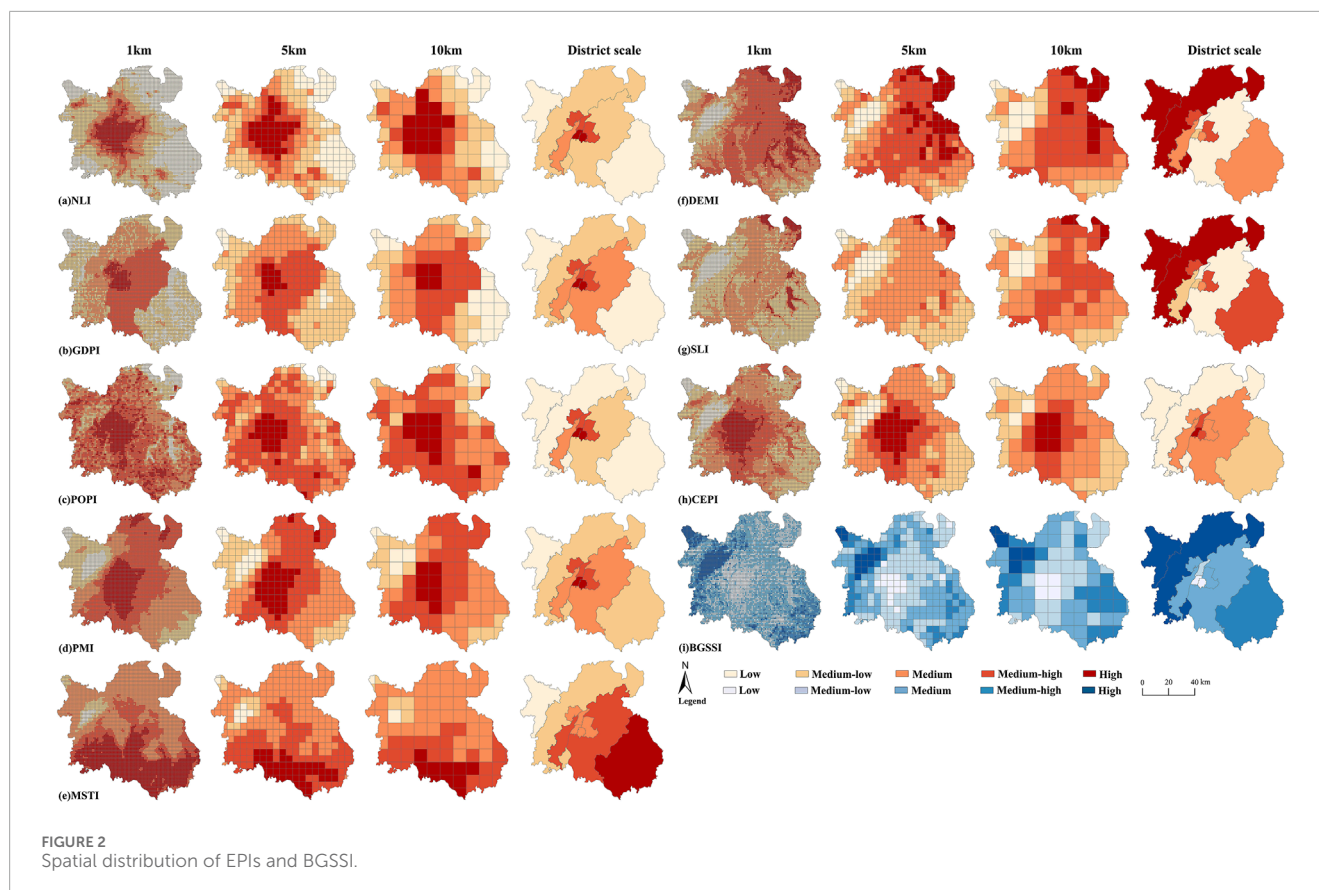 1km 5km 10km District scale 1km 5km 10km District scale
(a)NLI (f)DEMI
(b)GDPI (g)SLI
(c)POPI (h)CEPI
(d)PMI (i)BGSSI
N
Low Medium-low Medium Medium-high High
Low Medium-low Medium Medium-high High
Legend
0 20 40 km
(e)MSTI
FIGURE 2
Spatial distribution of EPIs and BGSSI.